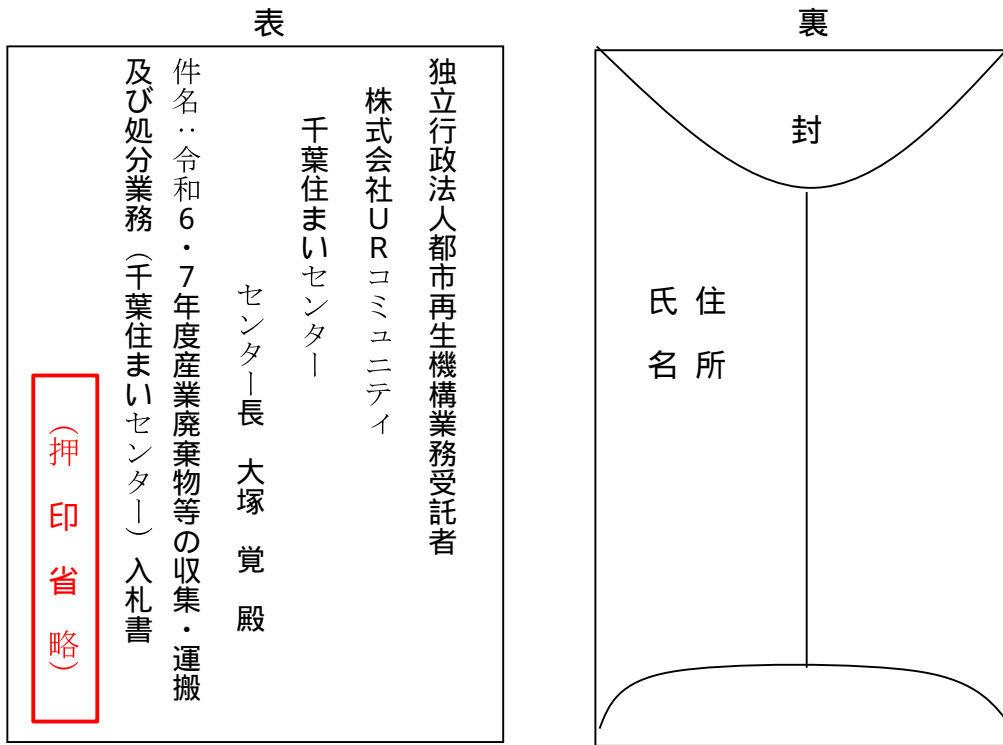 表
独立行政法人都市再生機構業務受託者
株式会社ＵＲコミュニティ
千葉住まいセンター
センター長　大塚　覚　殿
件名：令和６・７年度産業廃棄物等の収集・運搬
及び処分業務（千葉住まいセンター）入札書
（押印省略）
裏
封
住所
氏名